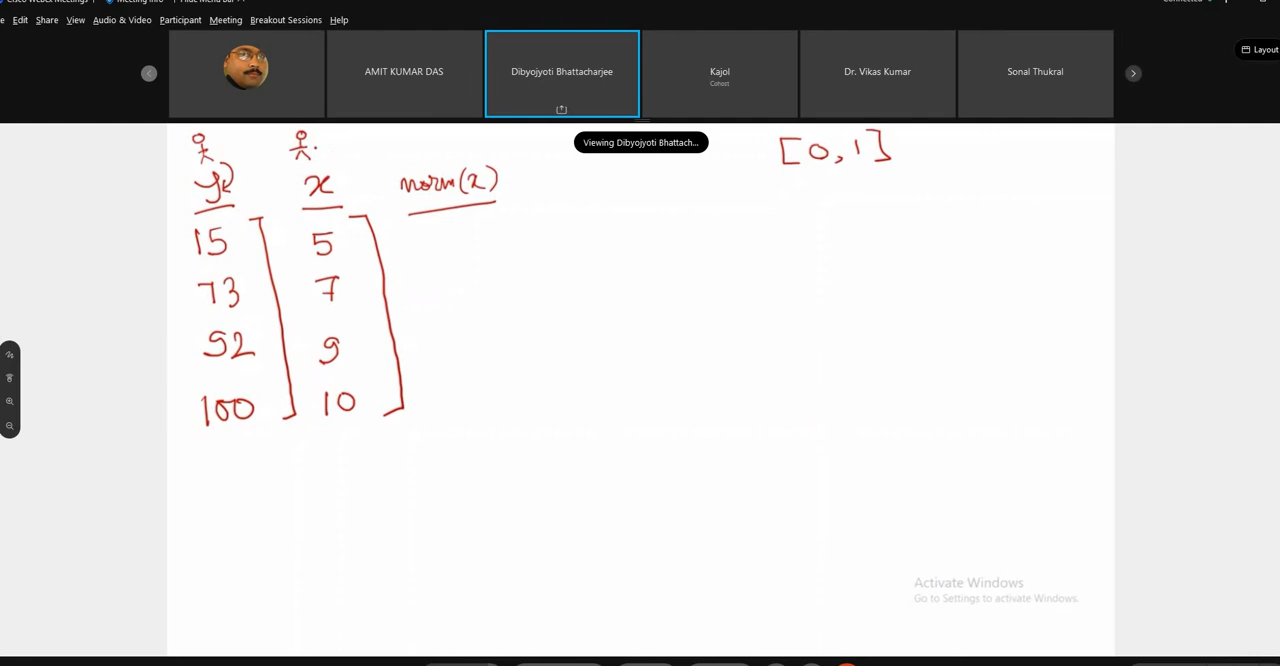 Edit Share View Audio & Video Participant Meeting Breakout Sessions Help
Layout
AMIT KUMAR DAS
Dibyojyoti Bhattacharjee
Kajol
Cohost
Dr. Vikas Kumar
Sonal Thukral
Viewing Dibyojyoti Bhattach...
[0,1]
x norm(x)
15 5
73 7
92 9
100 10
Activate Windows
Go to Settings to activate Windows.